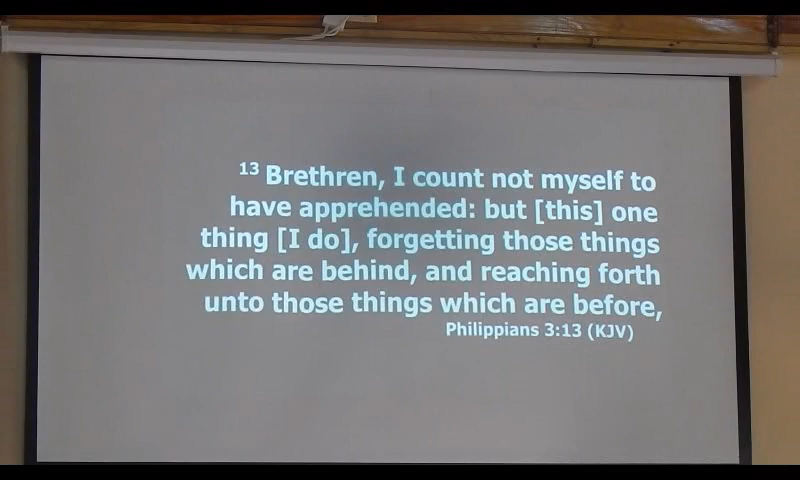 13 Brethren, I count not myself to
have apprehended: but [this] one
thing [I do], forgetting those things
which are behind, and reaching forth
unto those things which are before,
Philippians 3:13 (KJV)